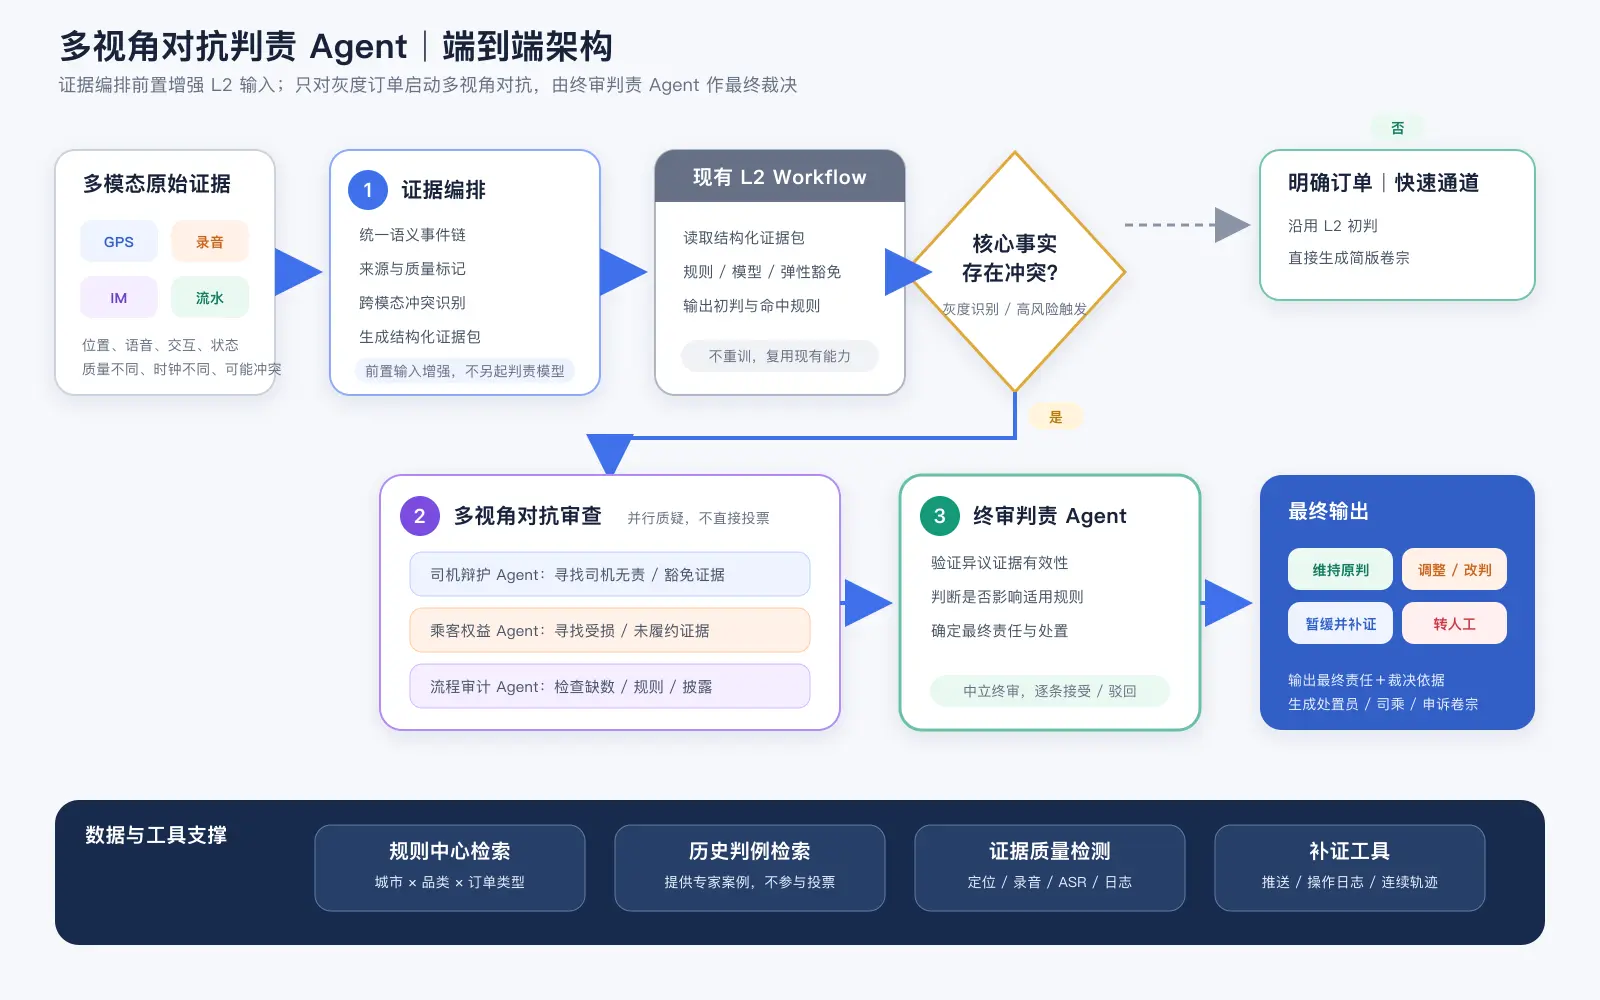 多视角对抗判责 Agent｜端到端架构
证据编排前置增强 L2 输入；只对灰度订单启动多视角对抗，由终审判责 Agent 作最终裁决
多模态原始证据
GPS
录音
IM
流水
位置、语音、交互、状态
质量不同、时钟不同、可能冲突
1
证据编排
统一语义事件链
来源与质量标记
跨模态冲突识别
生成结构化证据包
前置输入增强，不另起判责模型
现有 L2 Workflow
读取结构化证据包
规则 / 模型 / 弹性豁免
输出初判与命中规则
不重训，复用现有能力
核心事实
存在冲突？
灰度识别 / 高风险触发
否
明确订单｜快速通道
沿用 L2 初判
直接生成简版卷宗
是
2
多视角对抗审查
并行质疑，不直接投票
司机辩护 Agent：寻找司机无责 / 豁免证据
乘客权益 Agent：寻找受损 / 未履约证据
流程审计 Agent：检查缺数 / 规则 / 披露
3
终审判责 Agent
验证异议证据有效性
判断是否影响适用规则
确定最终责任与处置
中立终审，逐条接受 / 驳回
最终输出
维持原判
调整 / 改判
暂缓并补证
转人工
输出最终责任＋裁决依据
生成处置员 / 司乘 / 申诉卷宗
数据与工具支撑
规则中心检索
城市 × 品类 × 订单类型
历史判例检索
提供专家案例，不参与投票
证据质量检测
定位 / 录音 / ASR / 日志
补证工具
推送 / 操作日志 / 连续轨迹